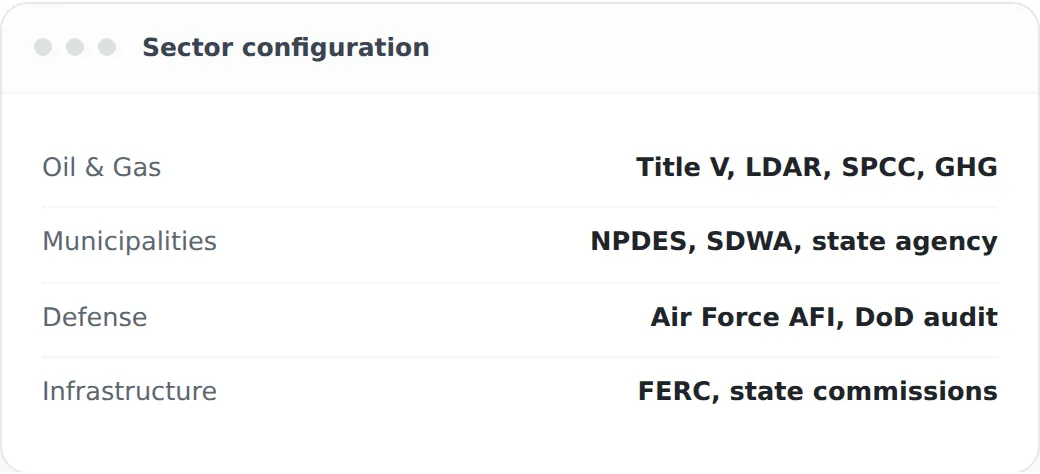 Sector configuration
Oil & Gas Title V, LDAR, SPCC, GHG
Municipalities NPDES, SDWA, state agency
Defense Air Force AFI, DoD audit
Infrastructure FERC, state commissions